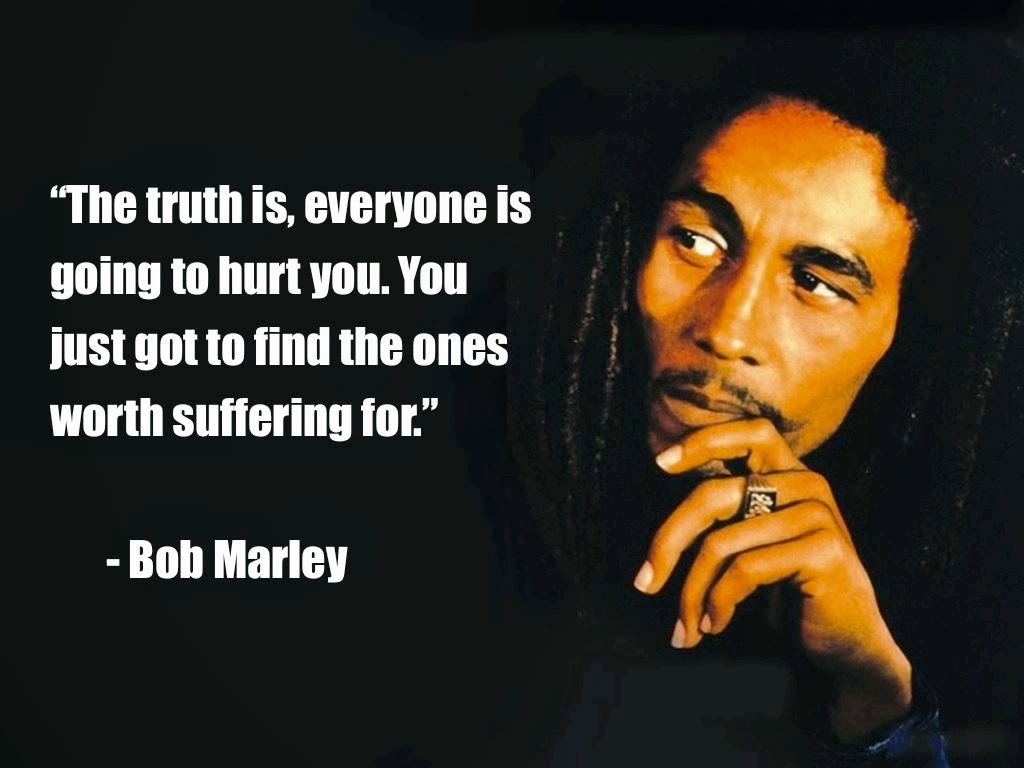 “The truth is, everyone is
going to hurt you. You
just got to find the ones
worth suffering for.”
- Bob Marley